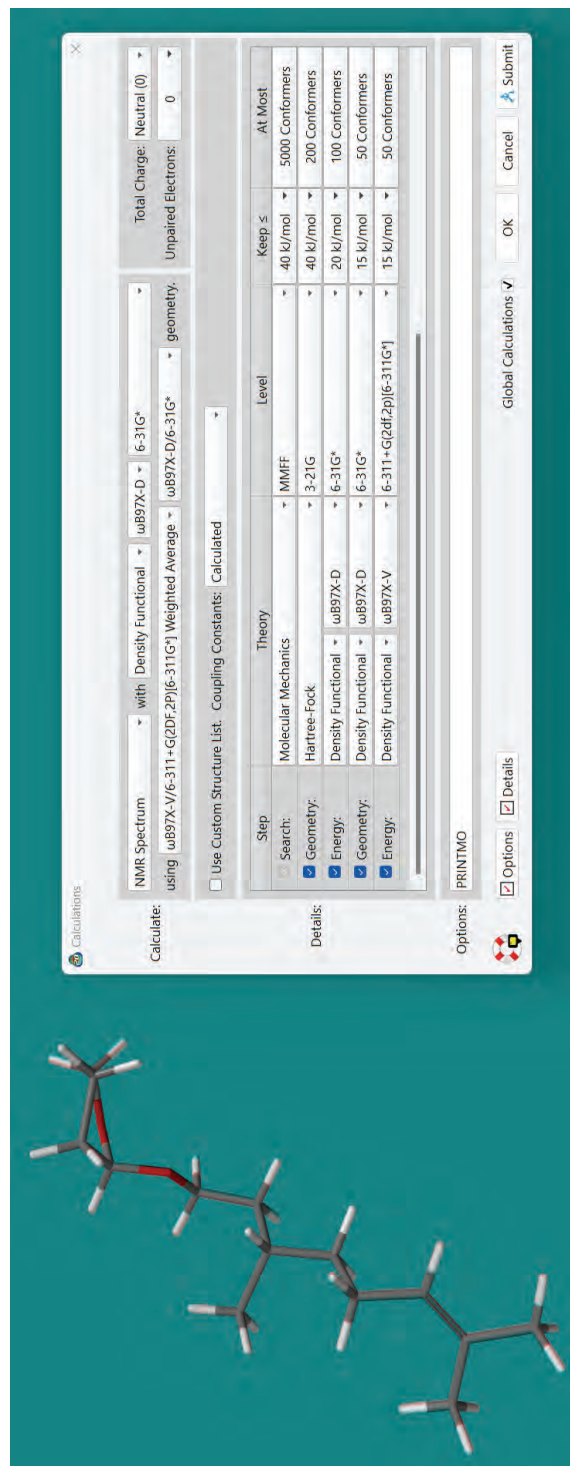 Calculations
Calculate: NMR Spectrum with Density Functional ωB97X-D 6-31G* Total Charge: Neutral (0)
using ωB97X-V/6-311+G(2DF,2P)[6-311G*] Weighted Average ωB97X-D/6-31G* geometry. Unpaired Electrons: 0
Use Custom Structure List. Coupling Constants: Calculated
Step Theory Level Keep ≤ At Most
Details: Search: Molecular Mechanics MMFF 40 kJ/mol 5000 Conformers
Geometry: Hartree-Fock 3-21G 40 kJ/mol 200 Conformers
Energy: Density Functional ωB97X-D 6-31G* 20 kJ/mol 100 Conformers
Geometry: Density Functional ωB97X-D 6-31G* 15 kJ/mol 50 Conformers
Energy: Density Functional ωB97X-V 6-311+G(2df,2p)[6-311G*] 15 kJ/mol 50 Conformers
Options: PRINTMO
Options Details Global Calculations OK Cancel Submit